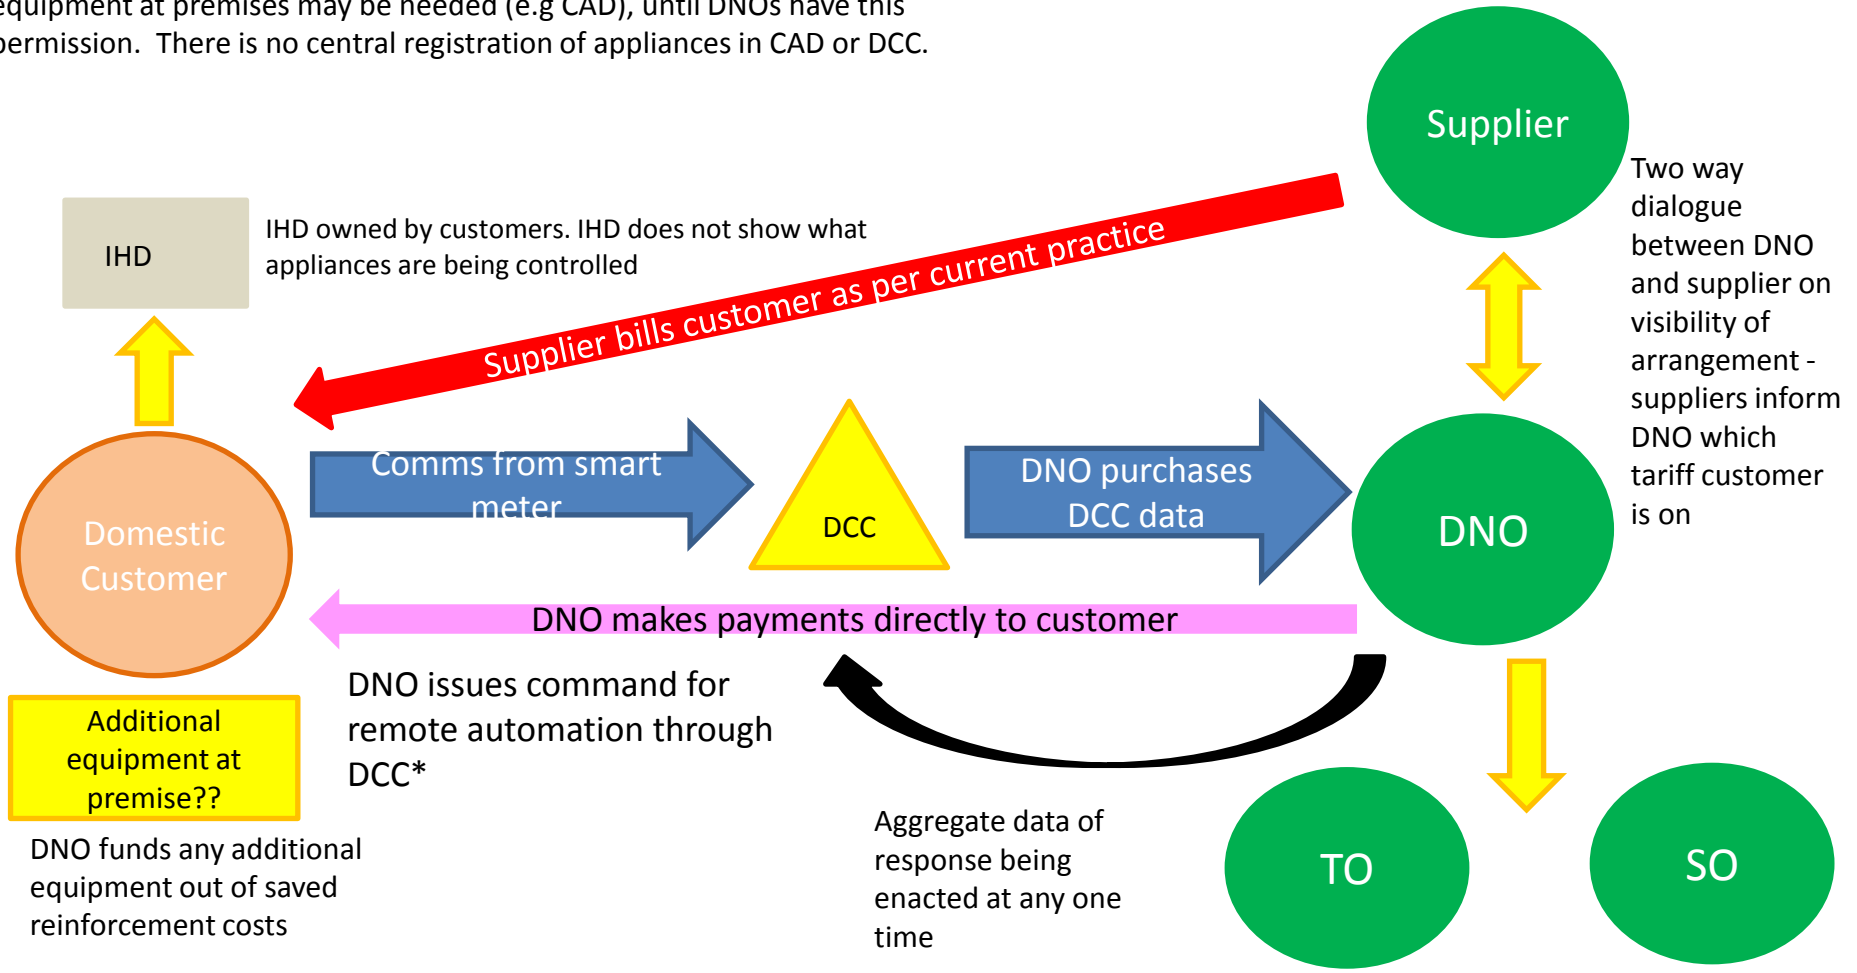 equipment at premises may be needed (e.g CAD), until DNOs have this
permission. There is no central registration of appliances in CAD or DCC.
Supplier
Two way
dialogue
between DNO
and supplier on
visibility of
arrangement -
suppliers inform
DNO which
tariff customer
is on
IHD
IHD owned by customers. IHD does not show what
appliances are being controlled
Supplier bills customer as per current practice
Domestic
Customer
Comms from smart
meter
DCC
DNO purchases
DCC data
DNO
DNO makes payments directly to customer
DNO issues command for
remote automation through
DCC*
Additional
equipment at
premise??
DNO funds any additional
equipment out of saved
reinforcement costs
Aggregate data of
response being
enacted at any one
time
TO
SO